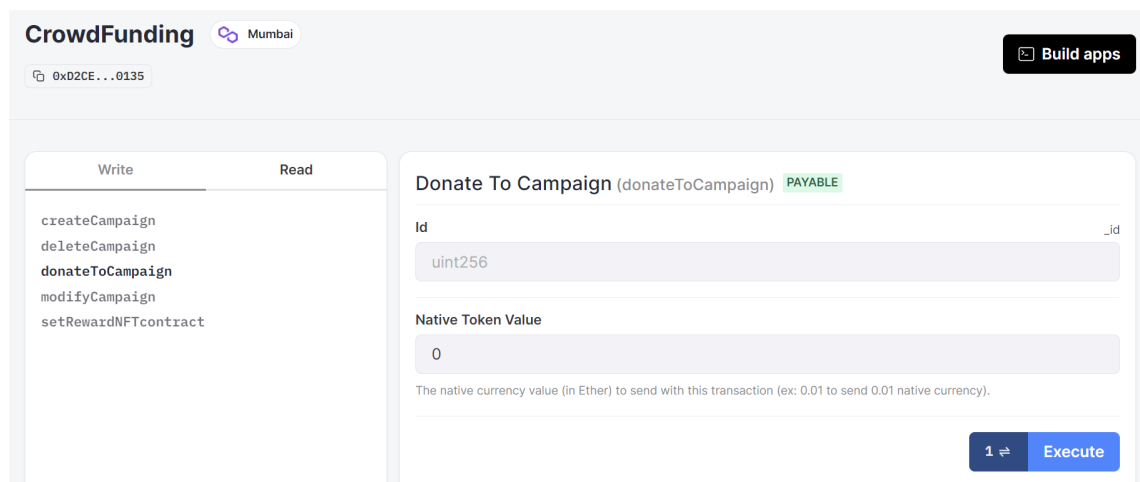 CrowdFunding
Mumbai
0xD2CE...0135
Build apps
Write Read
createCampaign
deleteCampaign
donateToCampaign
modifyCampaign
setRewardNFTcontract
Donate To Campaign (donateToCampaign) PAYABLE
Id _id
uint256
Native Token Value
0
The native currency value (in Ether) to send with this transaction (ex: 0.01 to send 0.01 native currency).
1 ⇌ Execute